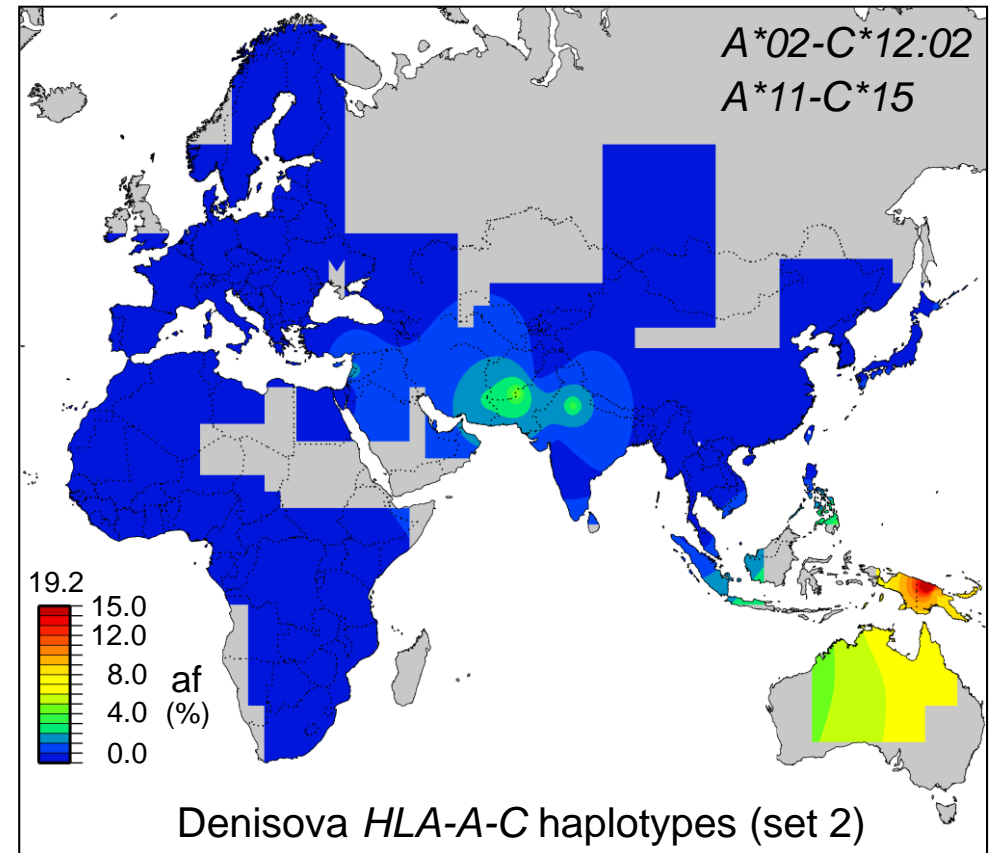 A*02-C*12:02
A*11-C*15
19.2
15.0
12.0
8.0
4.0
0.0
af
(%)
Denisova HLA-A-C haplotypes (set 2)